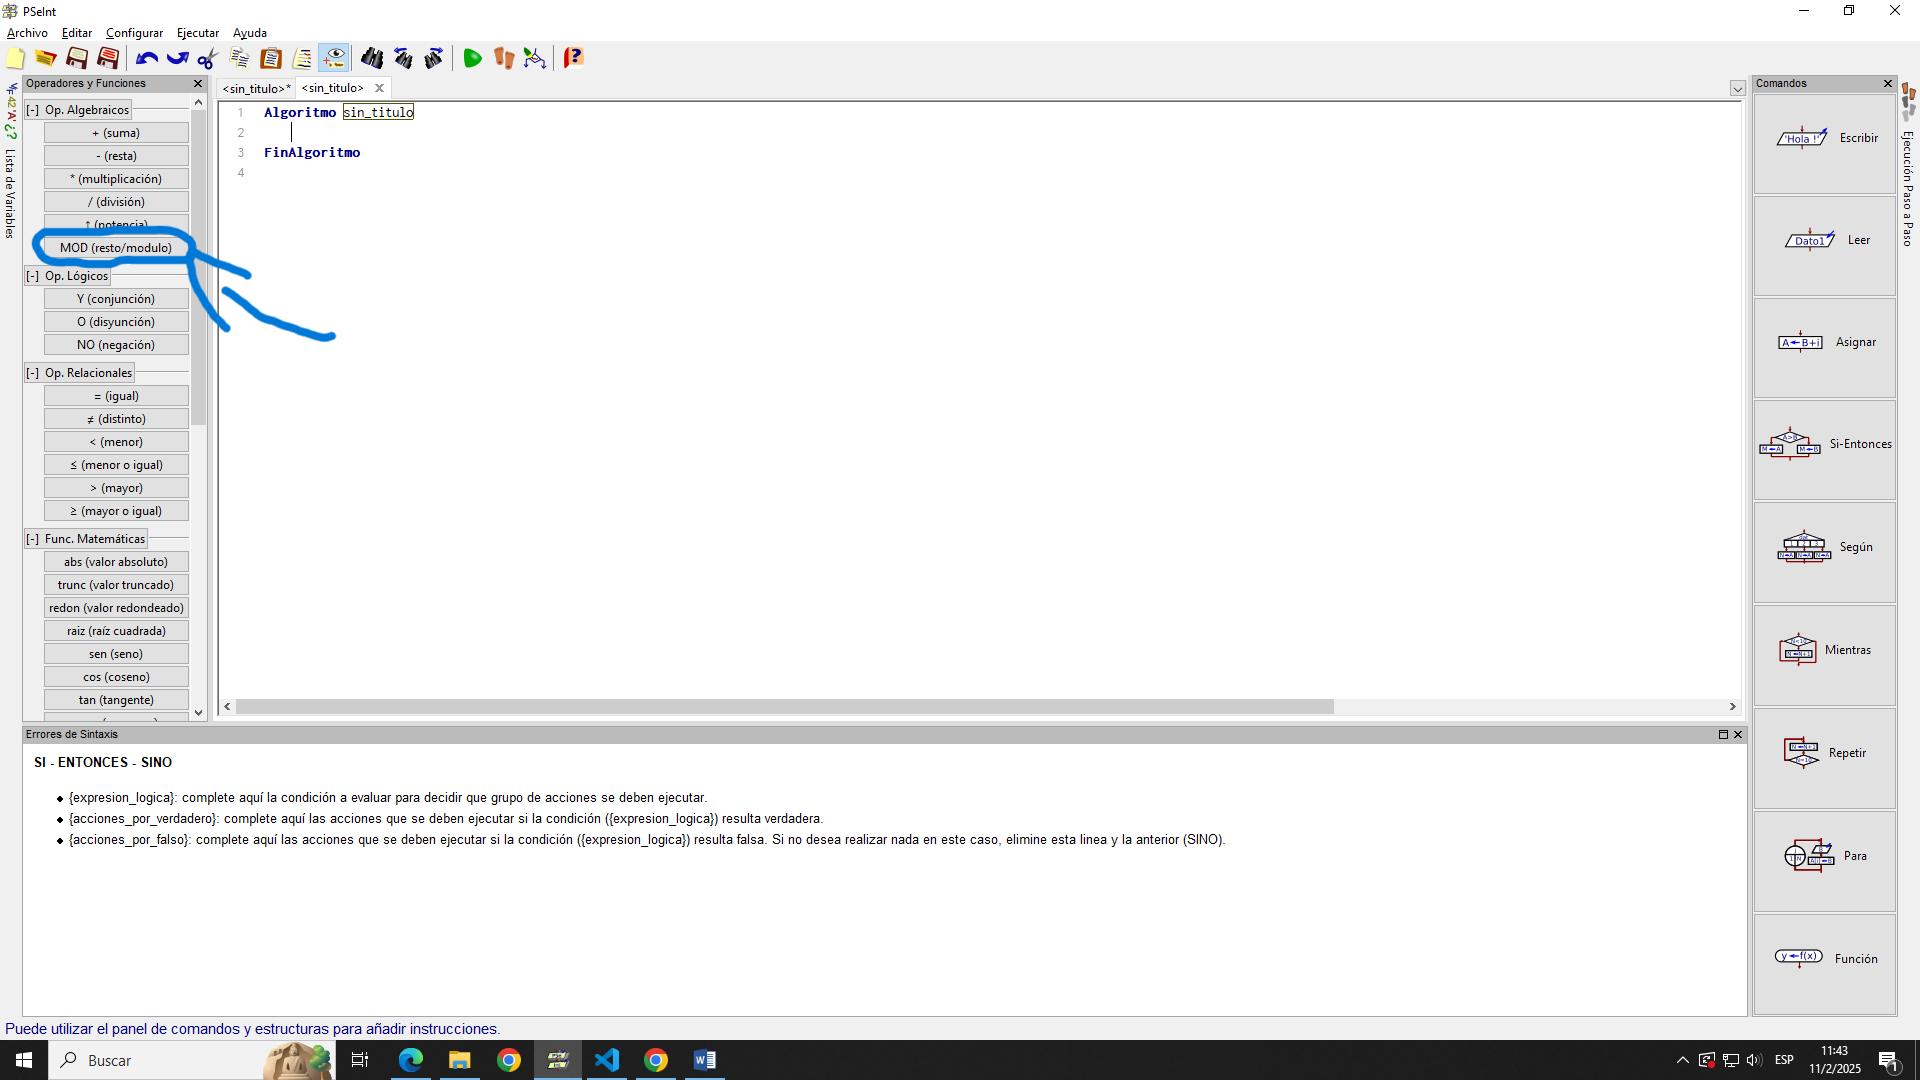 PSeInt
Archivo Editar Configurar Ejecutar Ayuda
Operadores y Funciones
[-] Op. Algebraicos
+ (suma)
- (resta)
* (multiplicación)
/ (división)
↑ (potencia)
MOD (resto/modulo)
[-] Op. Lógicos
Y (conjunción)
O (disyunción)
NO (negación)
[-] Op. Relacionales
= (igual)
≠ (distinto)
< (menor)
≤ (menor o igual)
> (mayor)
≥ (mayor o igual)
[-] Func. Matemáticas
abs (valor absoluto)
trunc (valor truncado)
redon (valor redondeado)
raiz (raíz cuadrada)
sen (seno)
cos (coseno)
tan (tangente)
Lista de Variables
<sin_titulo>* <sin_titulo>
1 Algoritmo sin_titulo
2
3 FinAlgoritmo
4
Comandos
'Hola !' Escribir
Dato1 Leer
A←B+i Asignar
A>B M←A M←B Si-Entonces
Según
Mientras
Repetir
Para
y←f(x) Función
Ejecución Paso a Paso
Errores de Sintaxis
SI - ENTONCES - SINO
{expresion_logica}: complete aquí la condición a evaluar para decidir que grupo de acciones se deben ejecutar.
{acciones_por_verdadero}: complete aquí las acciones que se deben ejecutar si la condición ({expresion_logica}) resulta verdadera.
{acciones_por_falso}: complete aquí las acciones que se deben ejecutar si la condición ({expresion_logica}) resulta falsa. Si no desea realizar nada en este caso, elimine esta linea y la anterior (SINO).
Puede utilizar el panel de comandos y estructuras para añadir instrucciones.
Buscar
ESP
11:43
11/2/2025
1